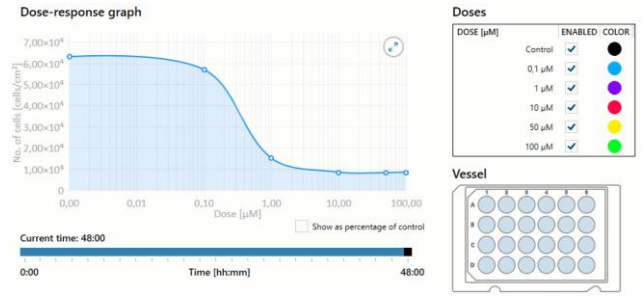 Dose-response graph
7,00×10⁴
6,00×10⁴
5,00×10⁴
4,00×10⁴
3,00×10⁴
2,00×10⁴
1,00×10⁴
0
No. of cells [cells/cm²]
0,00 0,01 0,10 1,00 10,00 100,00
Dose [µM]
Show as percentage of control
Current time: 48:00
0:00 Time [hh:mm] 48:00
Doses
DOSE [µM] ENABLED COLOR
Control
0,1 µM
1 µM
10 µM
50 µM
100 µM
Vessel
1 2 3 4 5 6
A
B
C
D